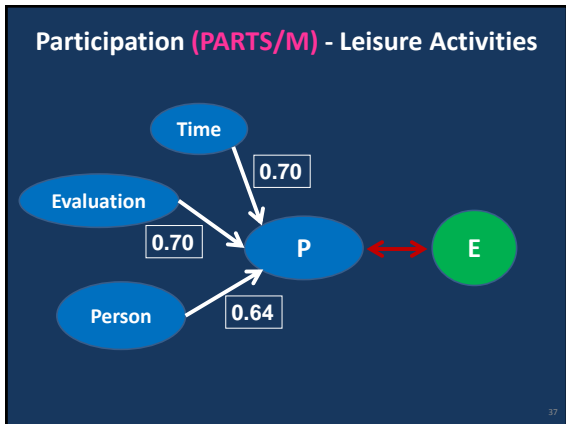 Participation (PARTS/M) - Leisure Activities
Time
0.70
Evaluation
0.70
P
E
Person
0.64
37